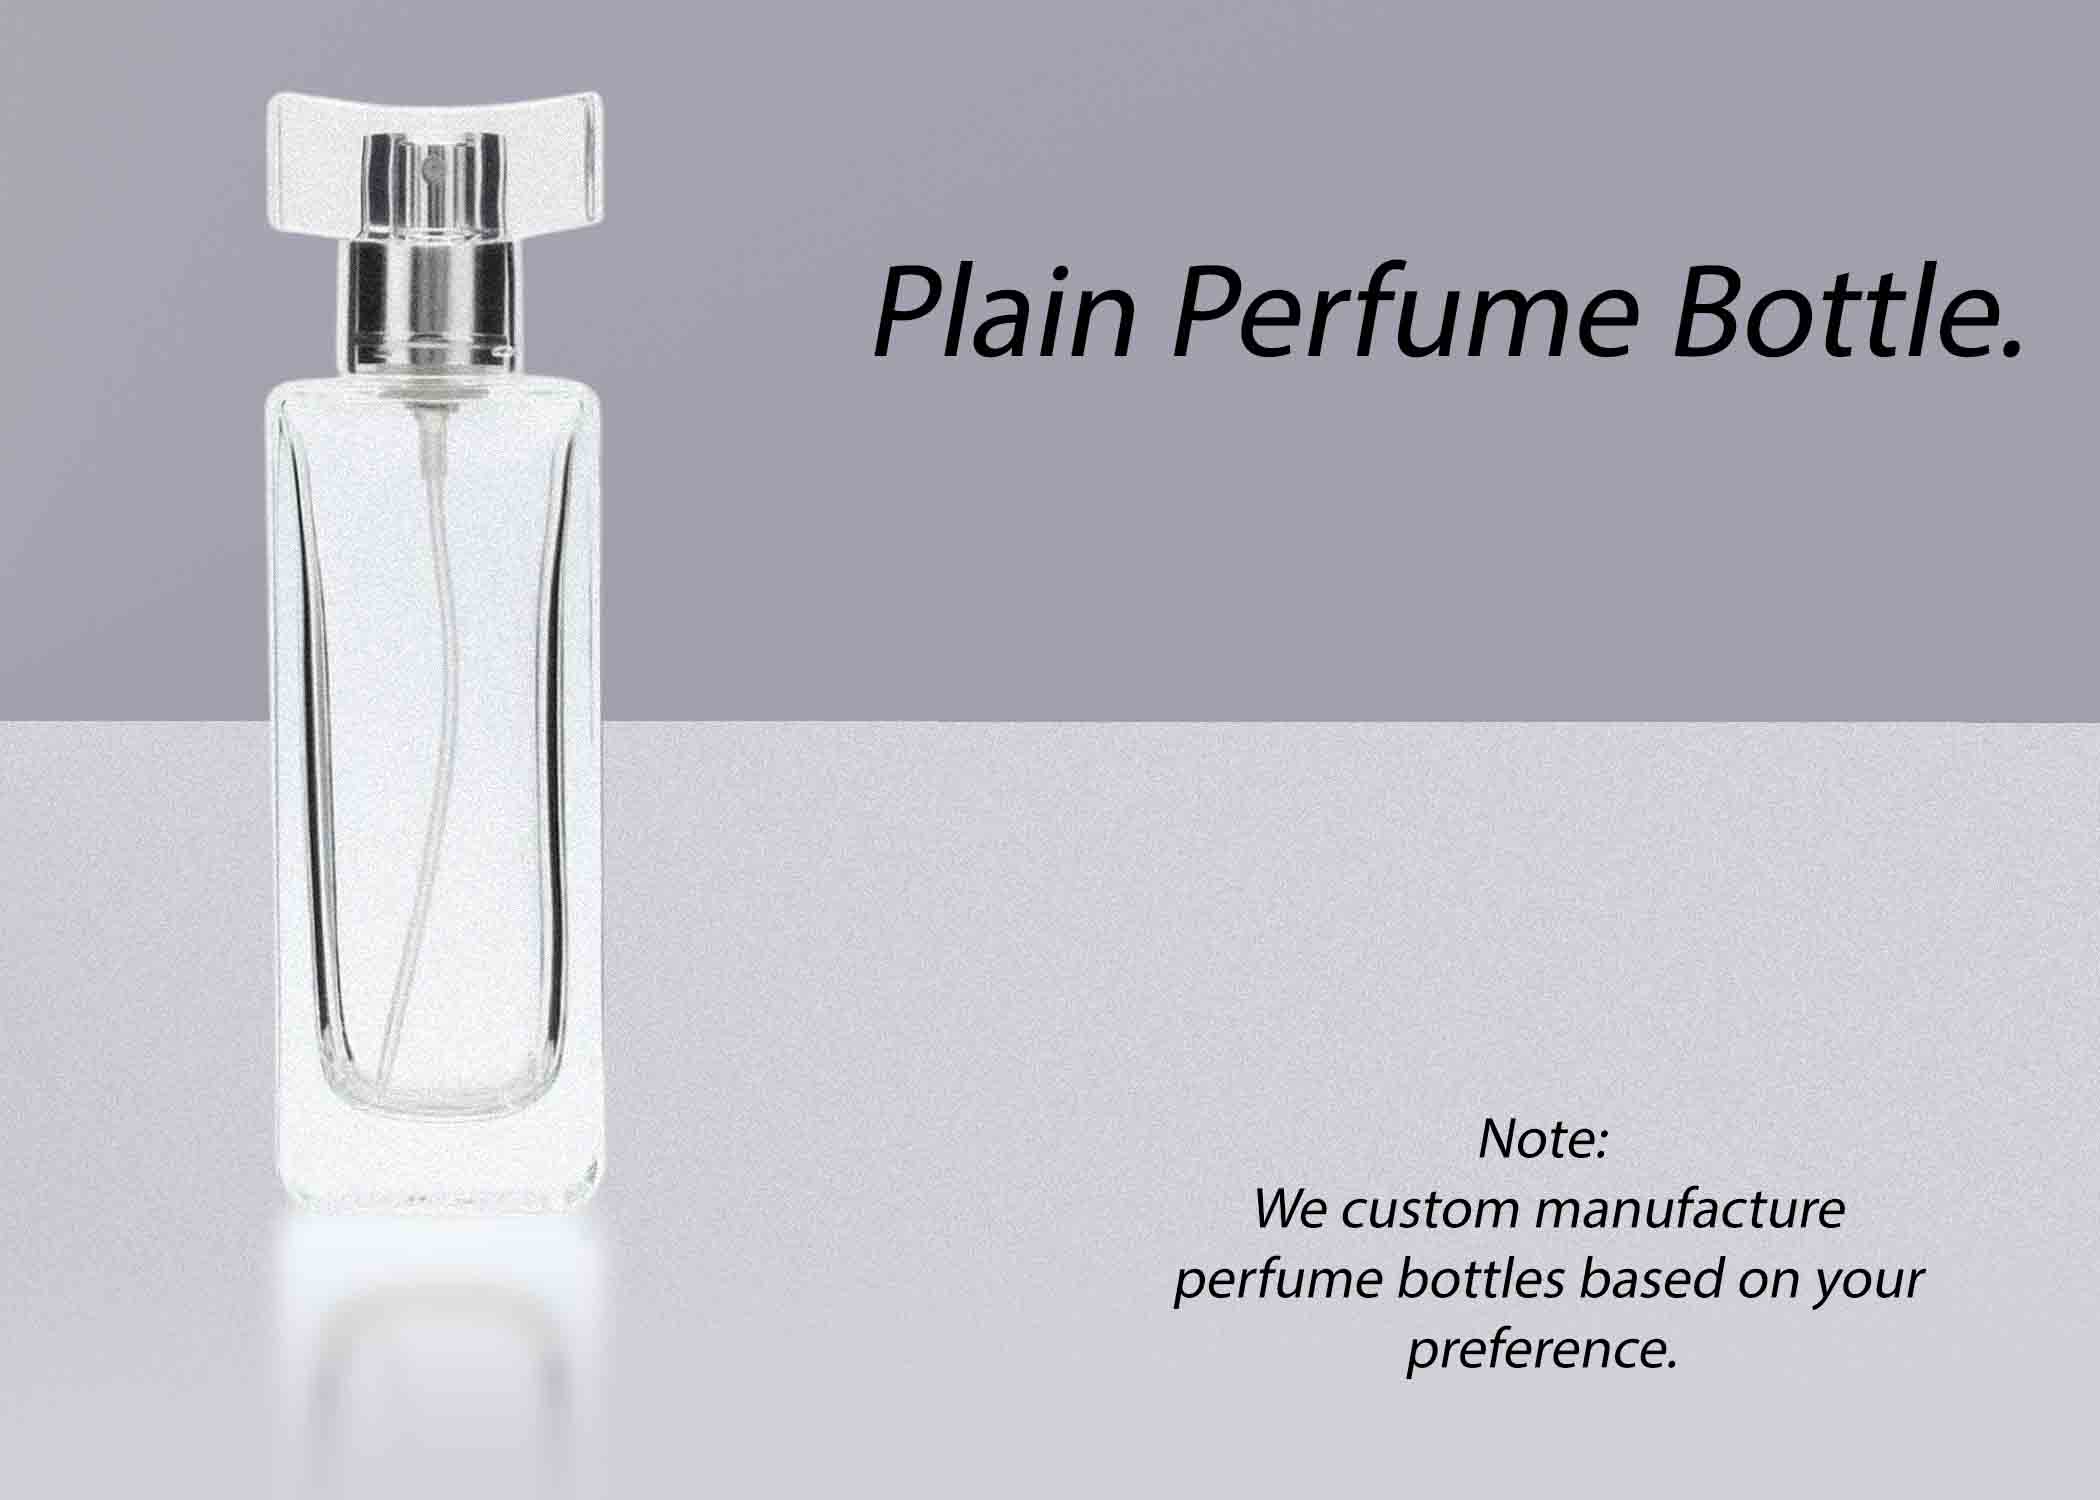 Plain Perfume Bottle.
Note:
We custom manufacture
perfume bottles based on your
preference.